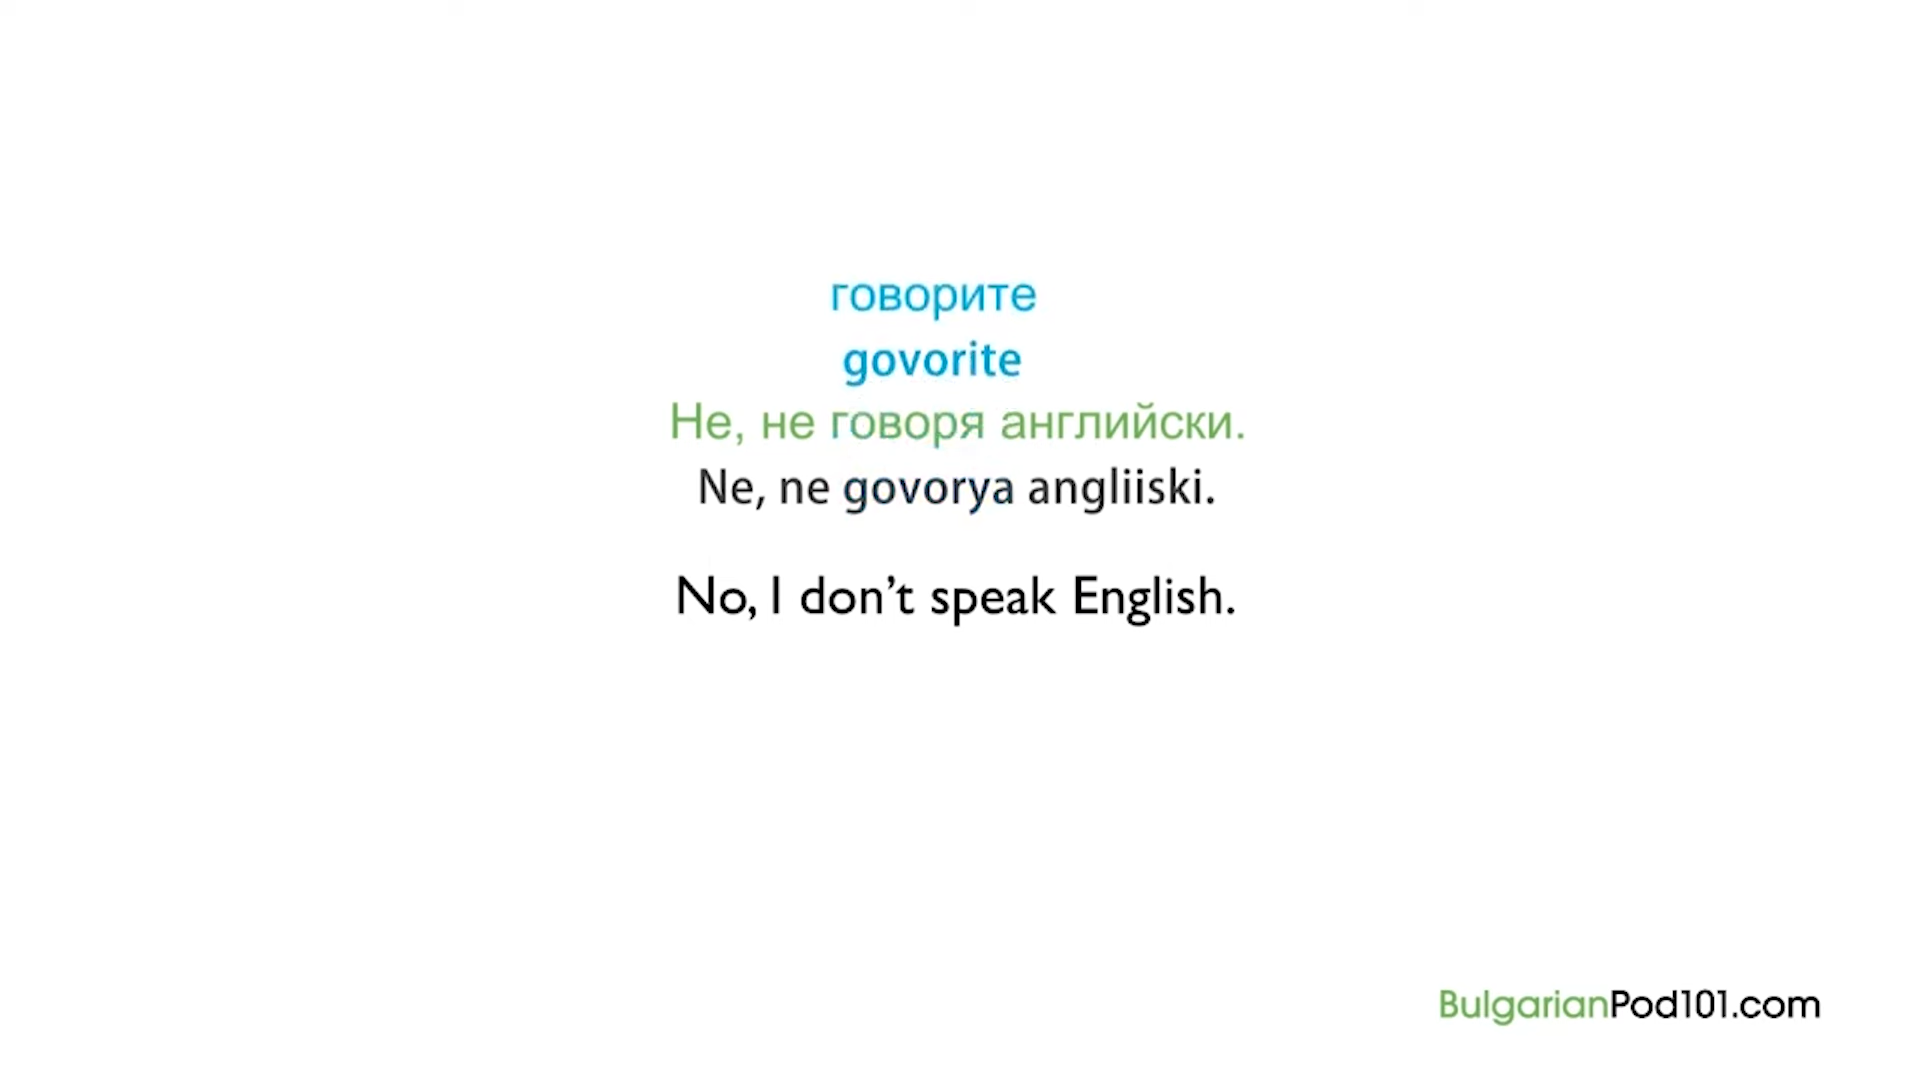 говорите
govorite
Не, не говоря английски.
Ne, ne govorya angliiski.
No, I don’t speak English.
BulgarianPod101.com